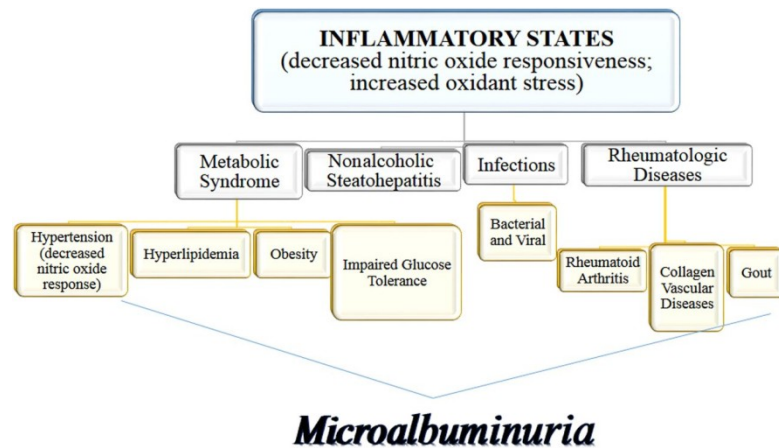 INFLAMMATORY STATES
(decreased nitric oxide responsiveness;
increased oxidant stress)
Metabolic
Syndrome
Nonalcoholic
Steatohepatitis
Infections
Rheumatologic
Diseases
Hypertension
(decreased
nitric oxide
response)
Hyperlipidemia
Obesity
Impaired Glucose
Tolerance
Bacterial
and Viral
Rheumatoid
Arthritis
Collagen
Vascular
Diseases
Gout
Microalbuminuria